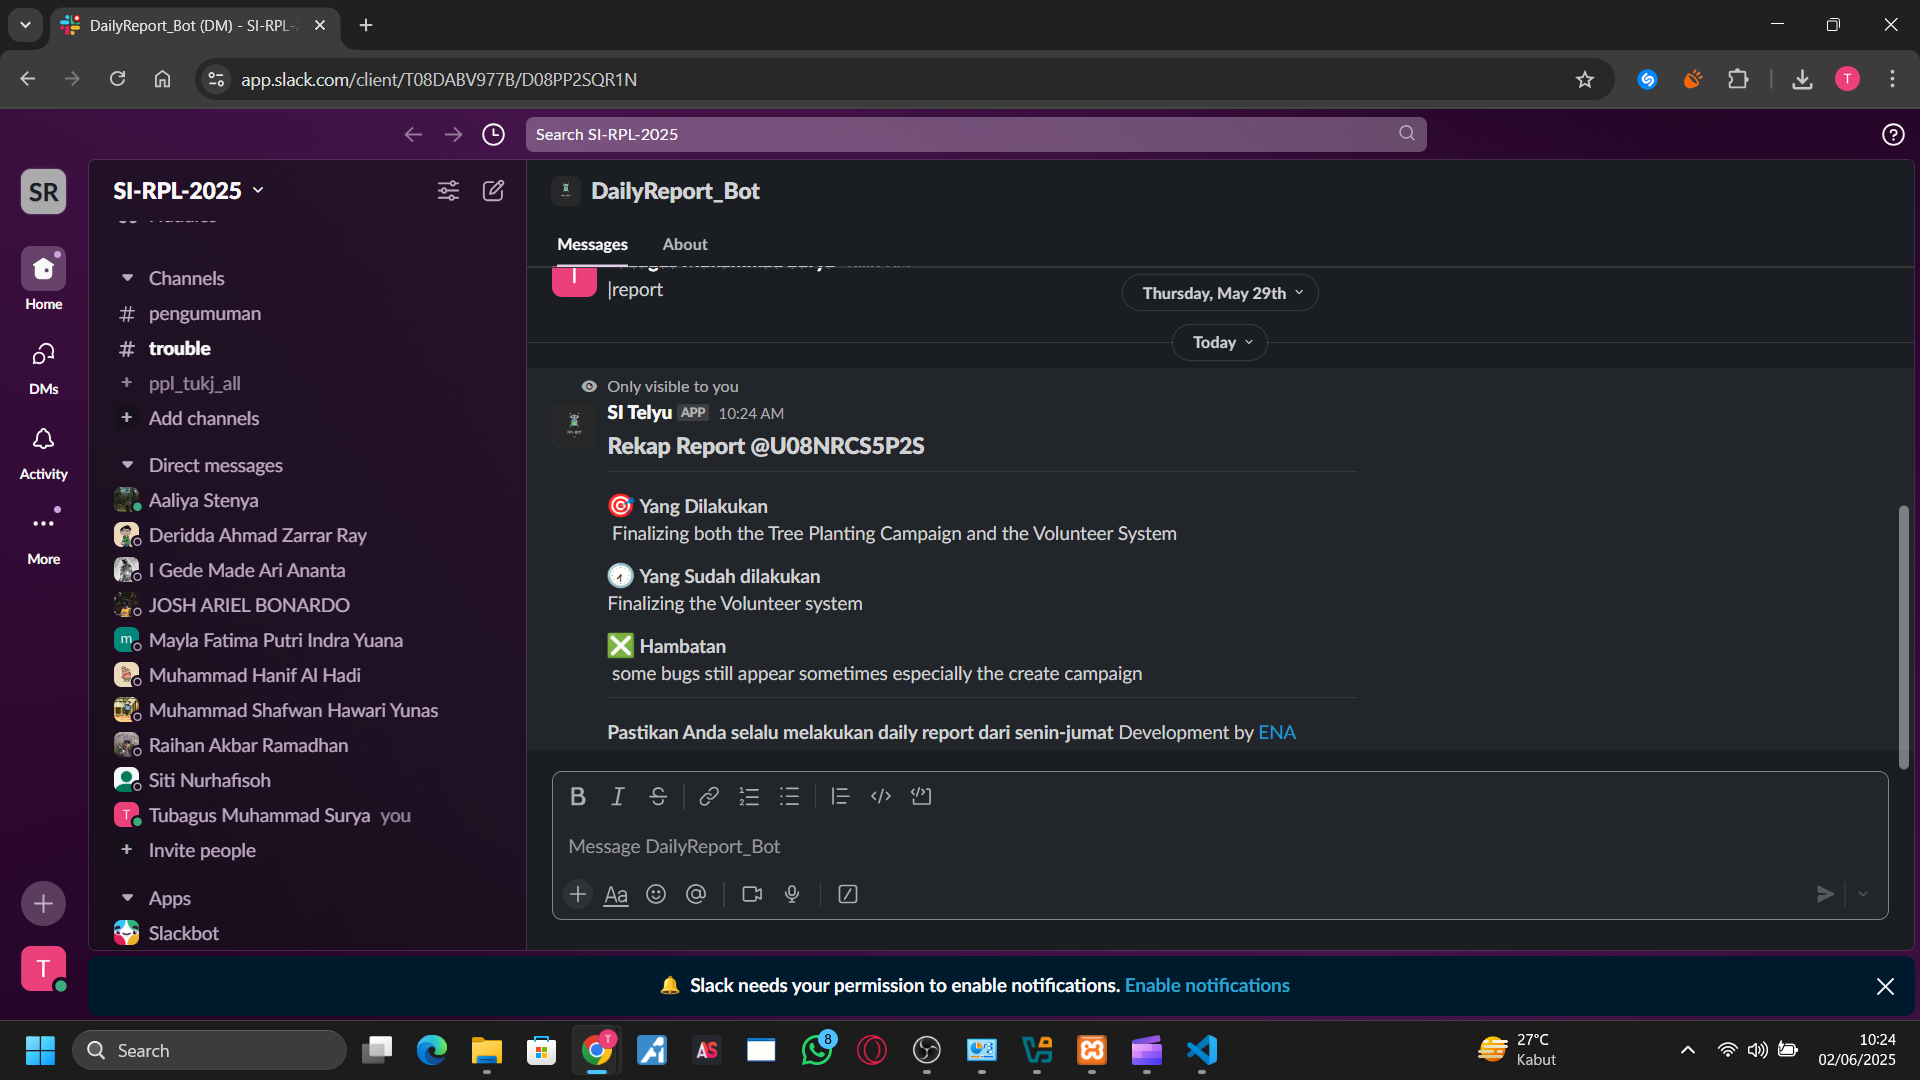 DailyReport_Bot (DM) - SI-RPL-
app.slack.com/client/T08DABV977B/D08PP2SQR1N
Search SI-RPL-2025
SR
Home
DMs
Activity
More
T
SI-RPL-2025
Channels
# pengumuman
# trouble
+ ppl_tukj_all
+ Add channels
Direct messages
Aaliya Stenya
Deridda Ahmad Zarrar Ray
I Gede Made Ari Ananta
JOSH ARIEL BONARDO
m Mayla Fatima Putri Indra Yuana
Muhammad Hanif Al Hadi
Muhammad Shafwan Hawari Yunas
Raihan Akbar Ramadhan
Siti Nurhafisoh
T Tubagus Muhammad Surya you
+ Invite people
Apps
Slackbot
DailyReport_Bot
Messages About
|report
Thursday, May 29th
Today
Only visible to you
SI Telyu APP 10:24 AM
Rekap Report @U08NRCS5P2S
🎯 Yang Dilakukan
Finalizing both the Tree Planting Campaign and the Volunteer System
🕢 Yang Sudah dilakukan
Finalizing the Volunteer system
❎ Hambatan
some bugs still appear sometimes especially the create campaign
Pastikan Anda selalu melakukan daily report dari senin-jumat Development by ENA
Message DailyReport_Bot
Aa
🔔 Slack needs your permission to enable notifications. Enable notifications
Search
T
AS
8
27°C
Kabut
10:24
02/06/2025